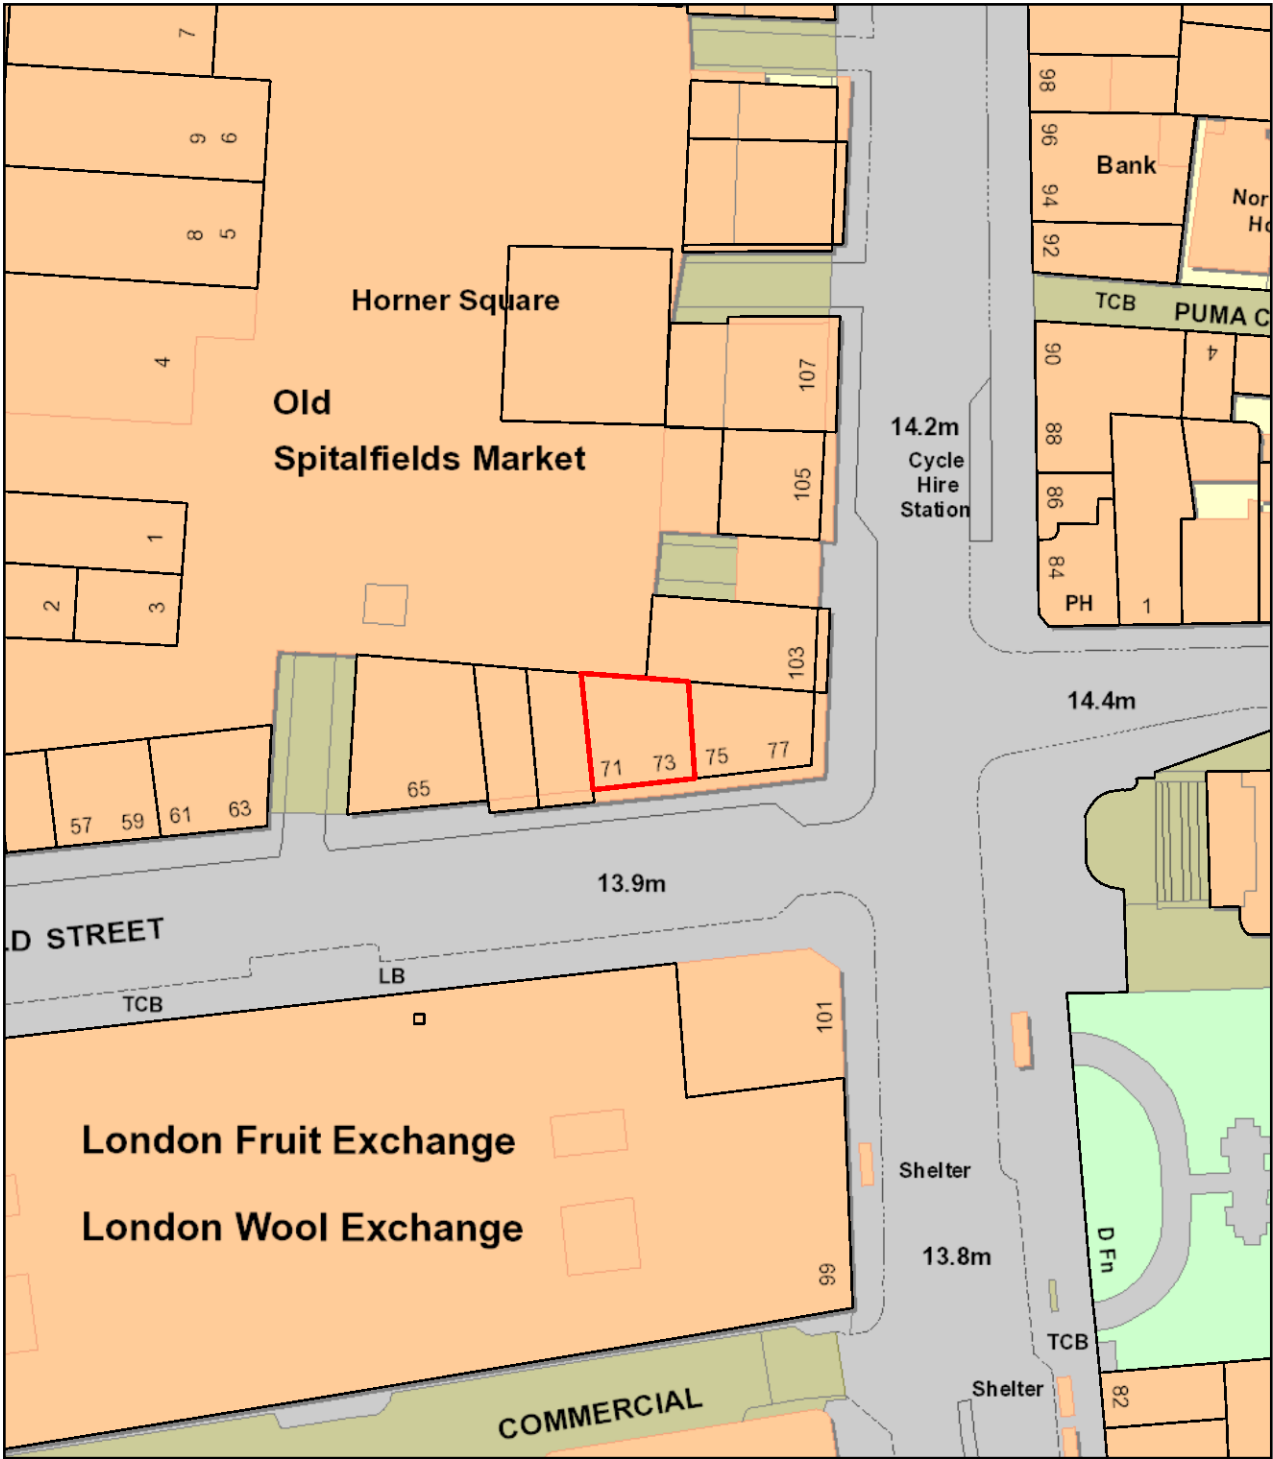 7
98
9 6
96
Bank
94
Nor
Ho
8 5
92
Horner Square
TCB
PUMA C
4
90
4
107
Old
14.2m
88
Spitalfields Market
Cycle
Hire
Station
105
86
1
84
2
3
PH
1
103
14.4m
71 73 75 77
65
57 59 61 63
13.9m
LD STREET
LB
TCB
101
London Fruit Exchange
Shelter
London Wool Exchange
D Fn
13.8m
99
TCB
Shelter
82
COMMERCIAL